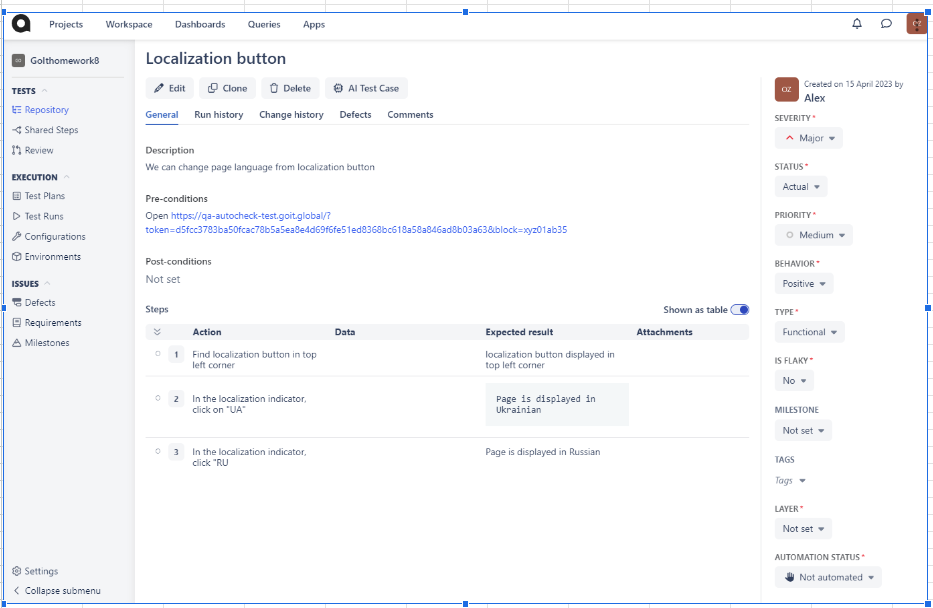 Projects Workspace Dashboards Queries Apps
GoIthomework8
TESTS
Repository
Shared Steps
Review
EXECUTION
Test Plans
Test Runs
Configurations
Environments
ISSUES
Defects
Requirements
Milestones
Settings
Collapse submenu
Localization button
Edit Clone Delete AI Test Case
General Run history Change history Defects Comments
Description
We can change page language from localization button
Pre-conditions
Open https://qa-autocheck-test.goit.global/?
token=d5fcc3783ba50fcac78b5a5ea8e4d69f6fe51ed8368bc618a58a846ad8b03a63&block=xyz01ab35
Post-conditions
Not set
Steps Shown as table
Action Data Expected result Attachments
1 Find localization button in top localization button displayed in
left corner top left corner
2 In the localization indicator, Page is displayed in
click on "UA" Ukrainian
3 In the localization indicator, Page is displayed in Russian
click "RU
OZ Created on 15 April 2023 by
Alex
SEVERITY*
Major
STATUS*
Actual
PRIORITY*
Medium
BEHAVIOR*
Positive
TYPE*
Functional
IS FLAKY*
No
MILESTONE
Not set
TAGS
Tags
LAYER*
Not set
AUTOMATION STATUS*
Not automated